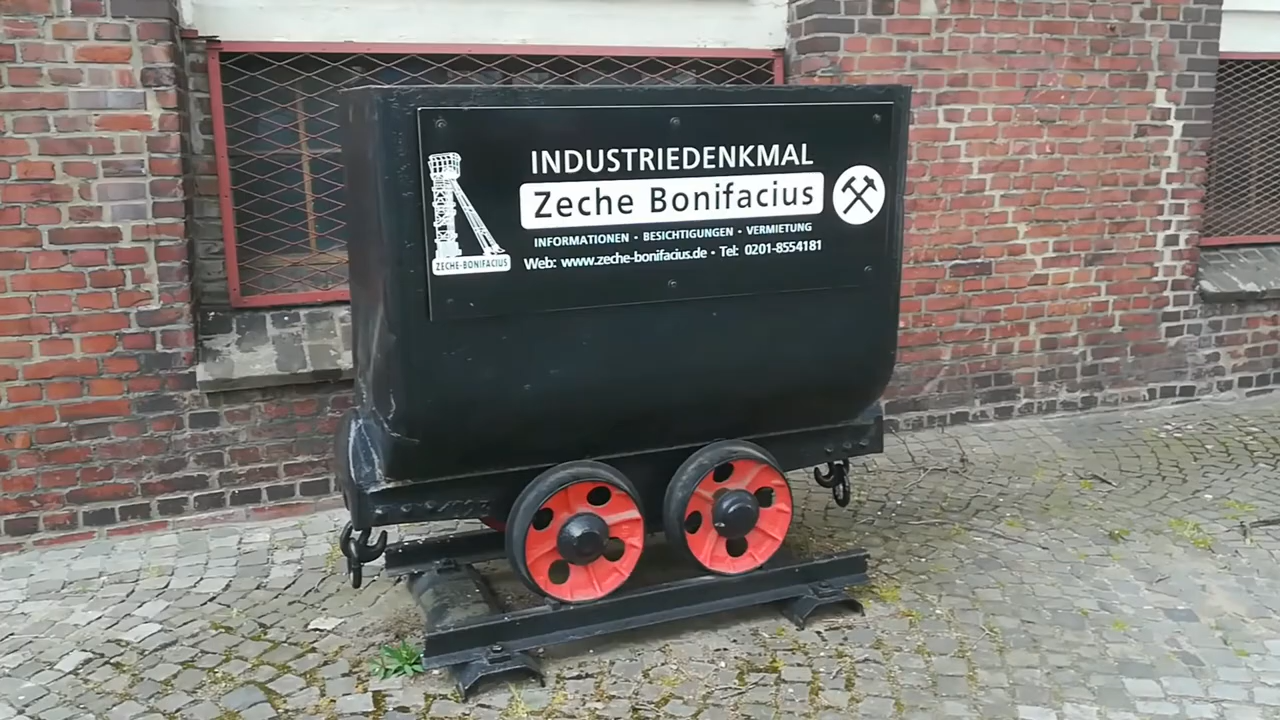 INDUSTRIEDENKMAL
Zeche Bonifacius
INFORMATIONEN • BESICHTIGUNGEN • VERMIETUNG
Web: www.zeche-bonifacius.de • Tel: 0201-8554181
ZECHE-BONIFACIUS